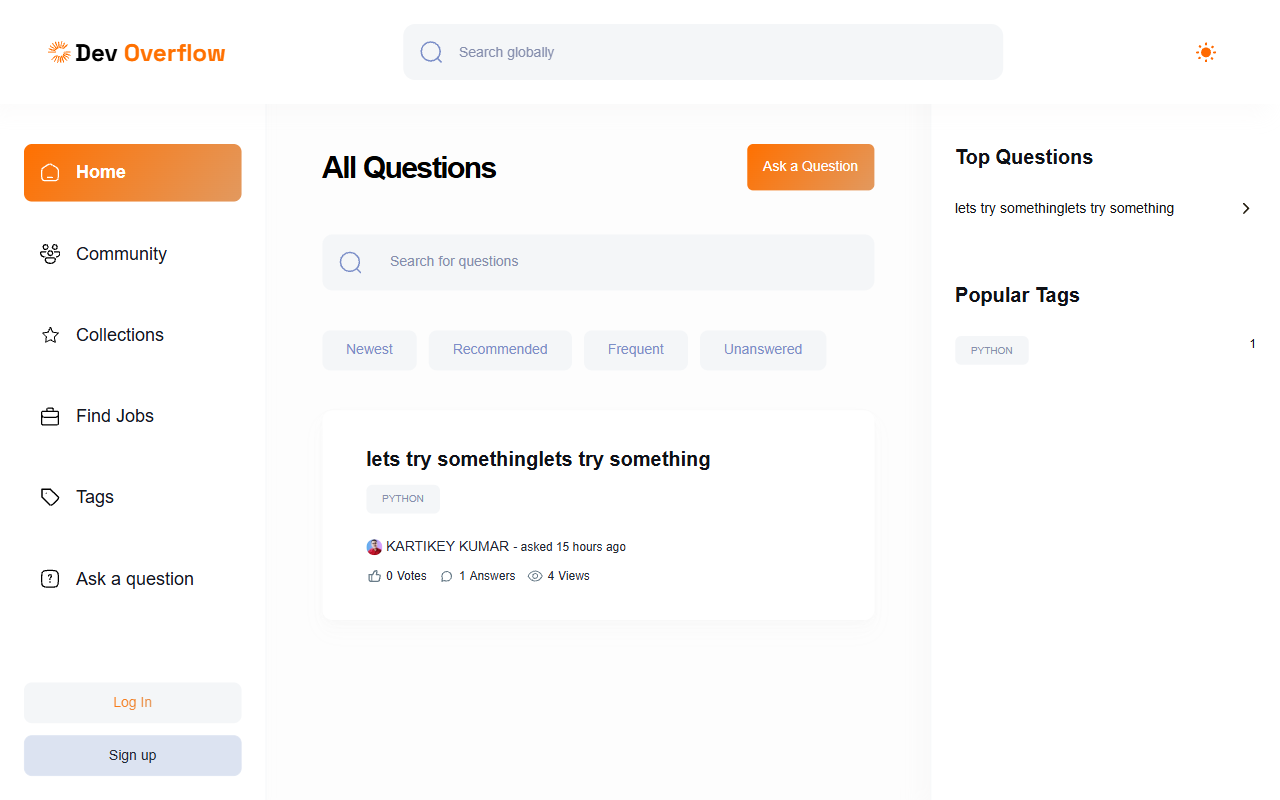 Dev Overflow
Search globally
Home
Community
Collections
Find Jobs
Tags
Ask a question
Log In
Sign up
All Questions
Ask a Question
Search for questions
Newest
Recommended
Frequent
Unanswered
lets try somethinglets try something
PYTHON
KARTIKEY KUMAR - asked 15 hours ago
0 Votes 1 Answers 4 Views
Top Questions
lets try somethinglets try something
Popular Tags
PYTHON 1